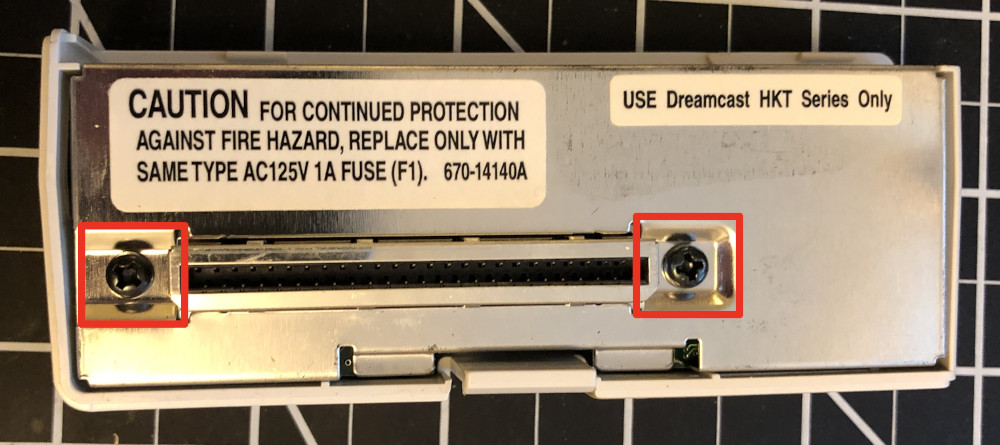 CAUTION FOR CONTINUED PROTECTION
AGAINST FIRE HAZARD, REPLACE ONLY WITH
SAME TYPE AC125V 1A FUSE (F1). 670-14140A
USE Dreamcast HKT Series Only